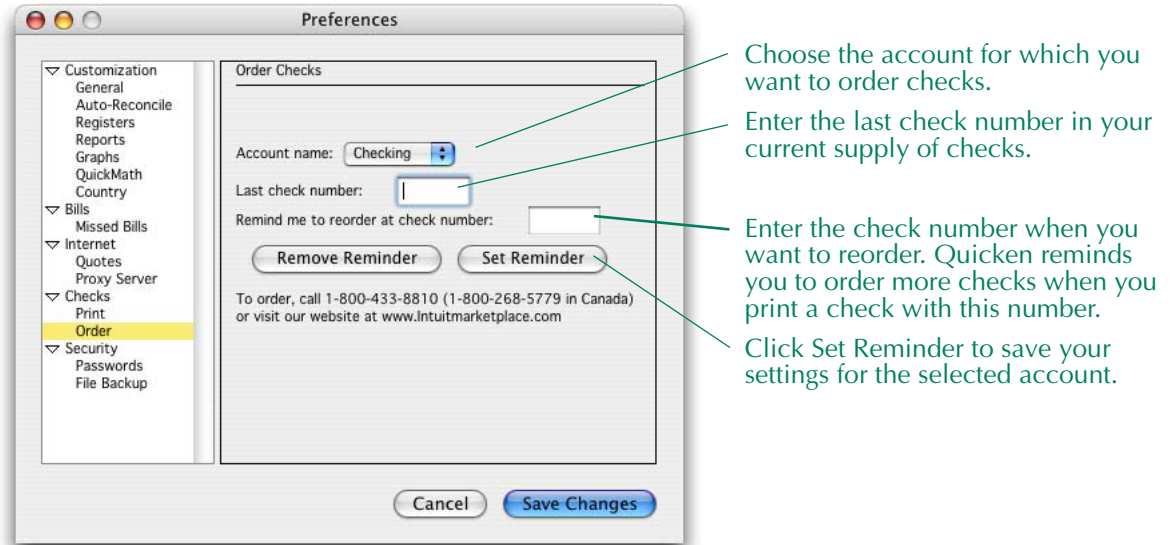 Preferences
Customization
General
Auto-Reconcile
Registers
Reports
Graphs
QuickMath
Country
Bills
Missed Bills
Internet
Quotes
Proxy Server
Checks
Print
Order
Security
Passwords
File Backup
Order Checks
Account name: Checking
Last check number:
Remind me to reorder at check number:
Remove Reminder Set Reminder
To order, call 1-800-433-8810 (1-800-268-5779 in Canada)
or visit our website at www.Intuitmarketplace.com
Cancel Save Changes
Choose the account for which you
want to order checks.
Enter the last check number in your
current supply of checks.
Enter the check number when you
want to reorder. Quicken reminds
you to order more checks when you
print a check with this number.
Click Set Reminder to save your
settings for the selected account.